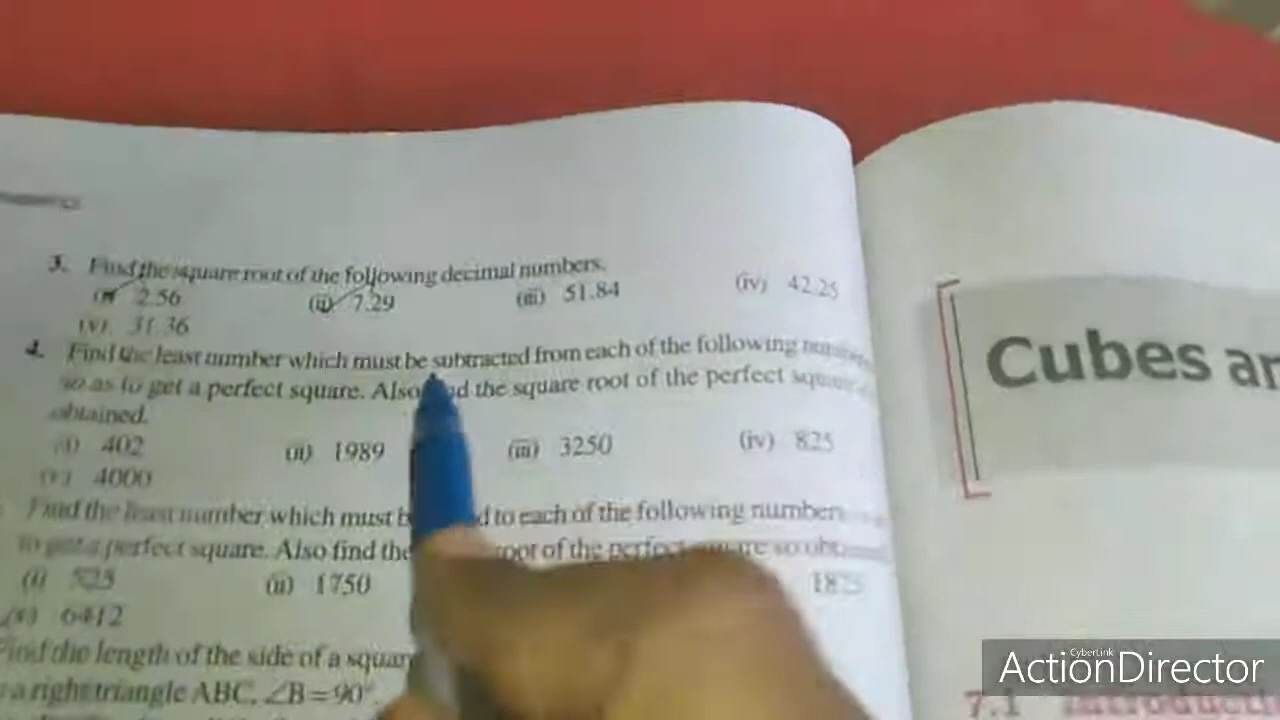 3. Find the square root of the following decimal numbers.
(i) 2.56 (ii) 7.29 (iii) 51.84 (iv) 42.25
(v) 31.36
4. Find the least number which must be subtracted from each of the following
so as to get a perfect square. Also the square root of the perfect
obtained.
(i) 402 (ii) 1989 (iii) 3250 (iv) 825
(v) 4000
Find the least number which must to each of the following
to get a perfect square. Also find the root of the perfect so
(i) 525 (ii) 1750 1825
(v) 6412
Find the length of the side of a
a right triangle ABC, ∠B = 90°
Cubes
7.1
CyberLink
ActionDirector